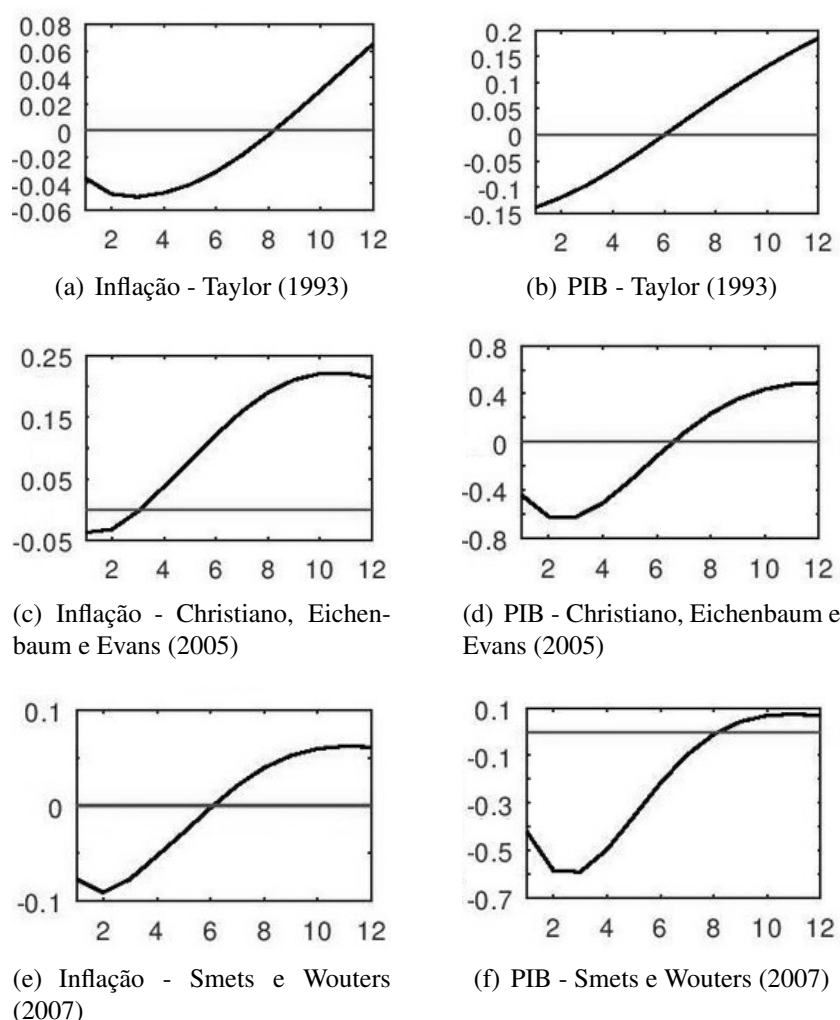 0.08
0.06
0.04
0.02
0
-0.02
-0.04
-0.06
2 4 6 8 10 12
(a) Inflação - Taylor (1993)
0.2
0.15
0.1
0.05
0
-0.05
-0.1
-0.15
2 4 6 8 10 12
(b) PIB - Taylor (1993)
0.25
0.15
0.05
-0.05
2 4 6 8 10 12
(c) Inflação - Christiano, Eichen-
baum e Evans (2005)
0.8
0.4
0
-0.4
-0.8
2 4 6 8 10 12
(d) PIB - Christiano, Eichenbaum e
Evans (2005)
0.1
0
-0.1
2 4 6 8 10 12
(e) Inflação - Smets e Wouters
(2007)
0.1
-0.1
-0.3
-0.5
-0.7
2 4 6 8 10 12
(f) PIB - Smets e Wouters (2007)